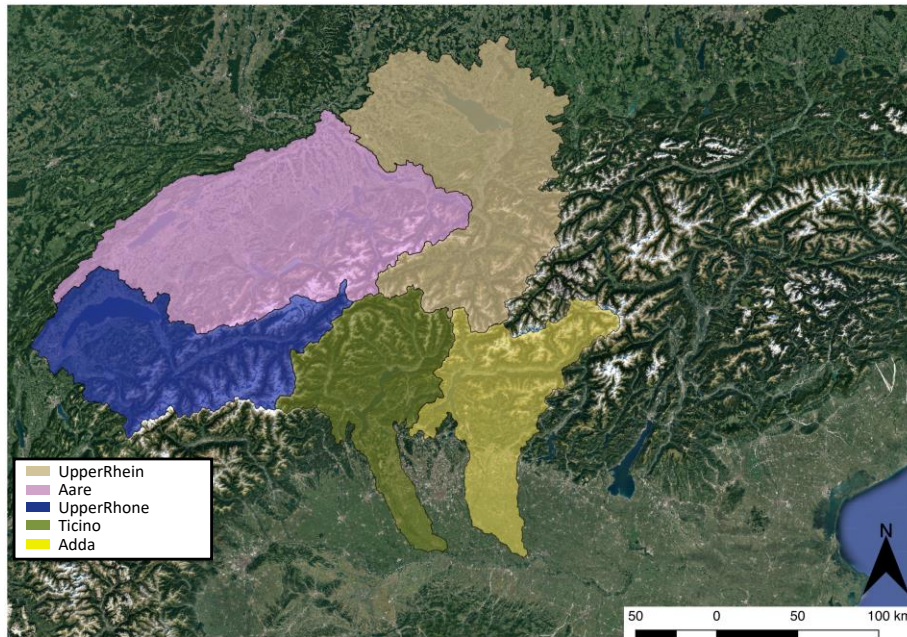 UpperRhein
Aare
UpperRhone
Ticino
Adda
N
50 0 50 100 km